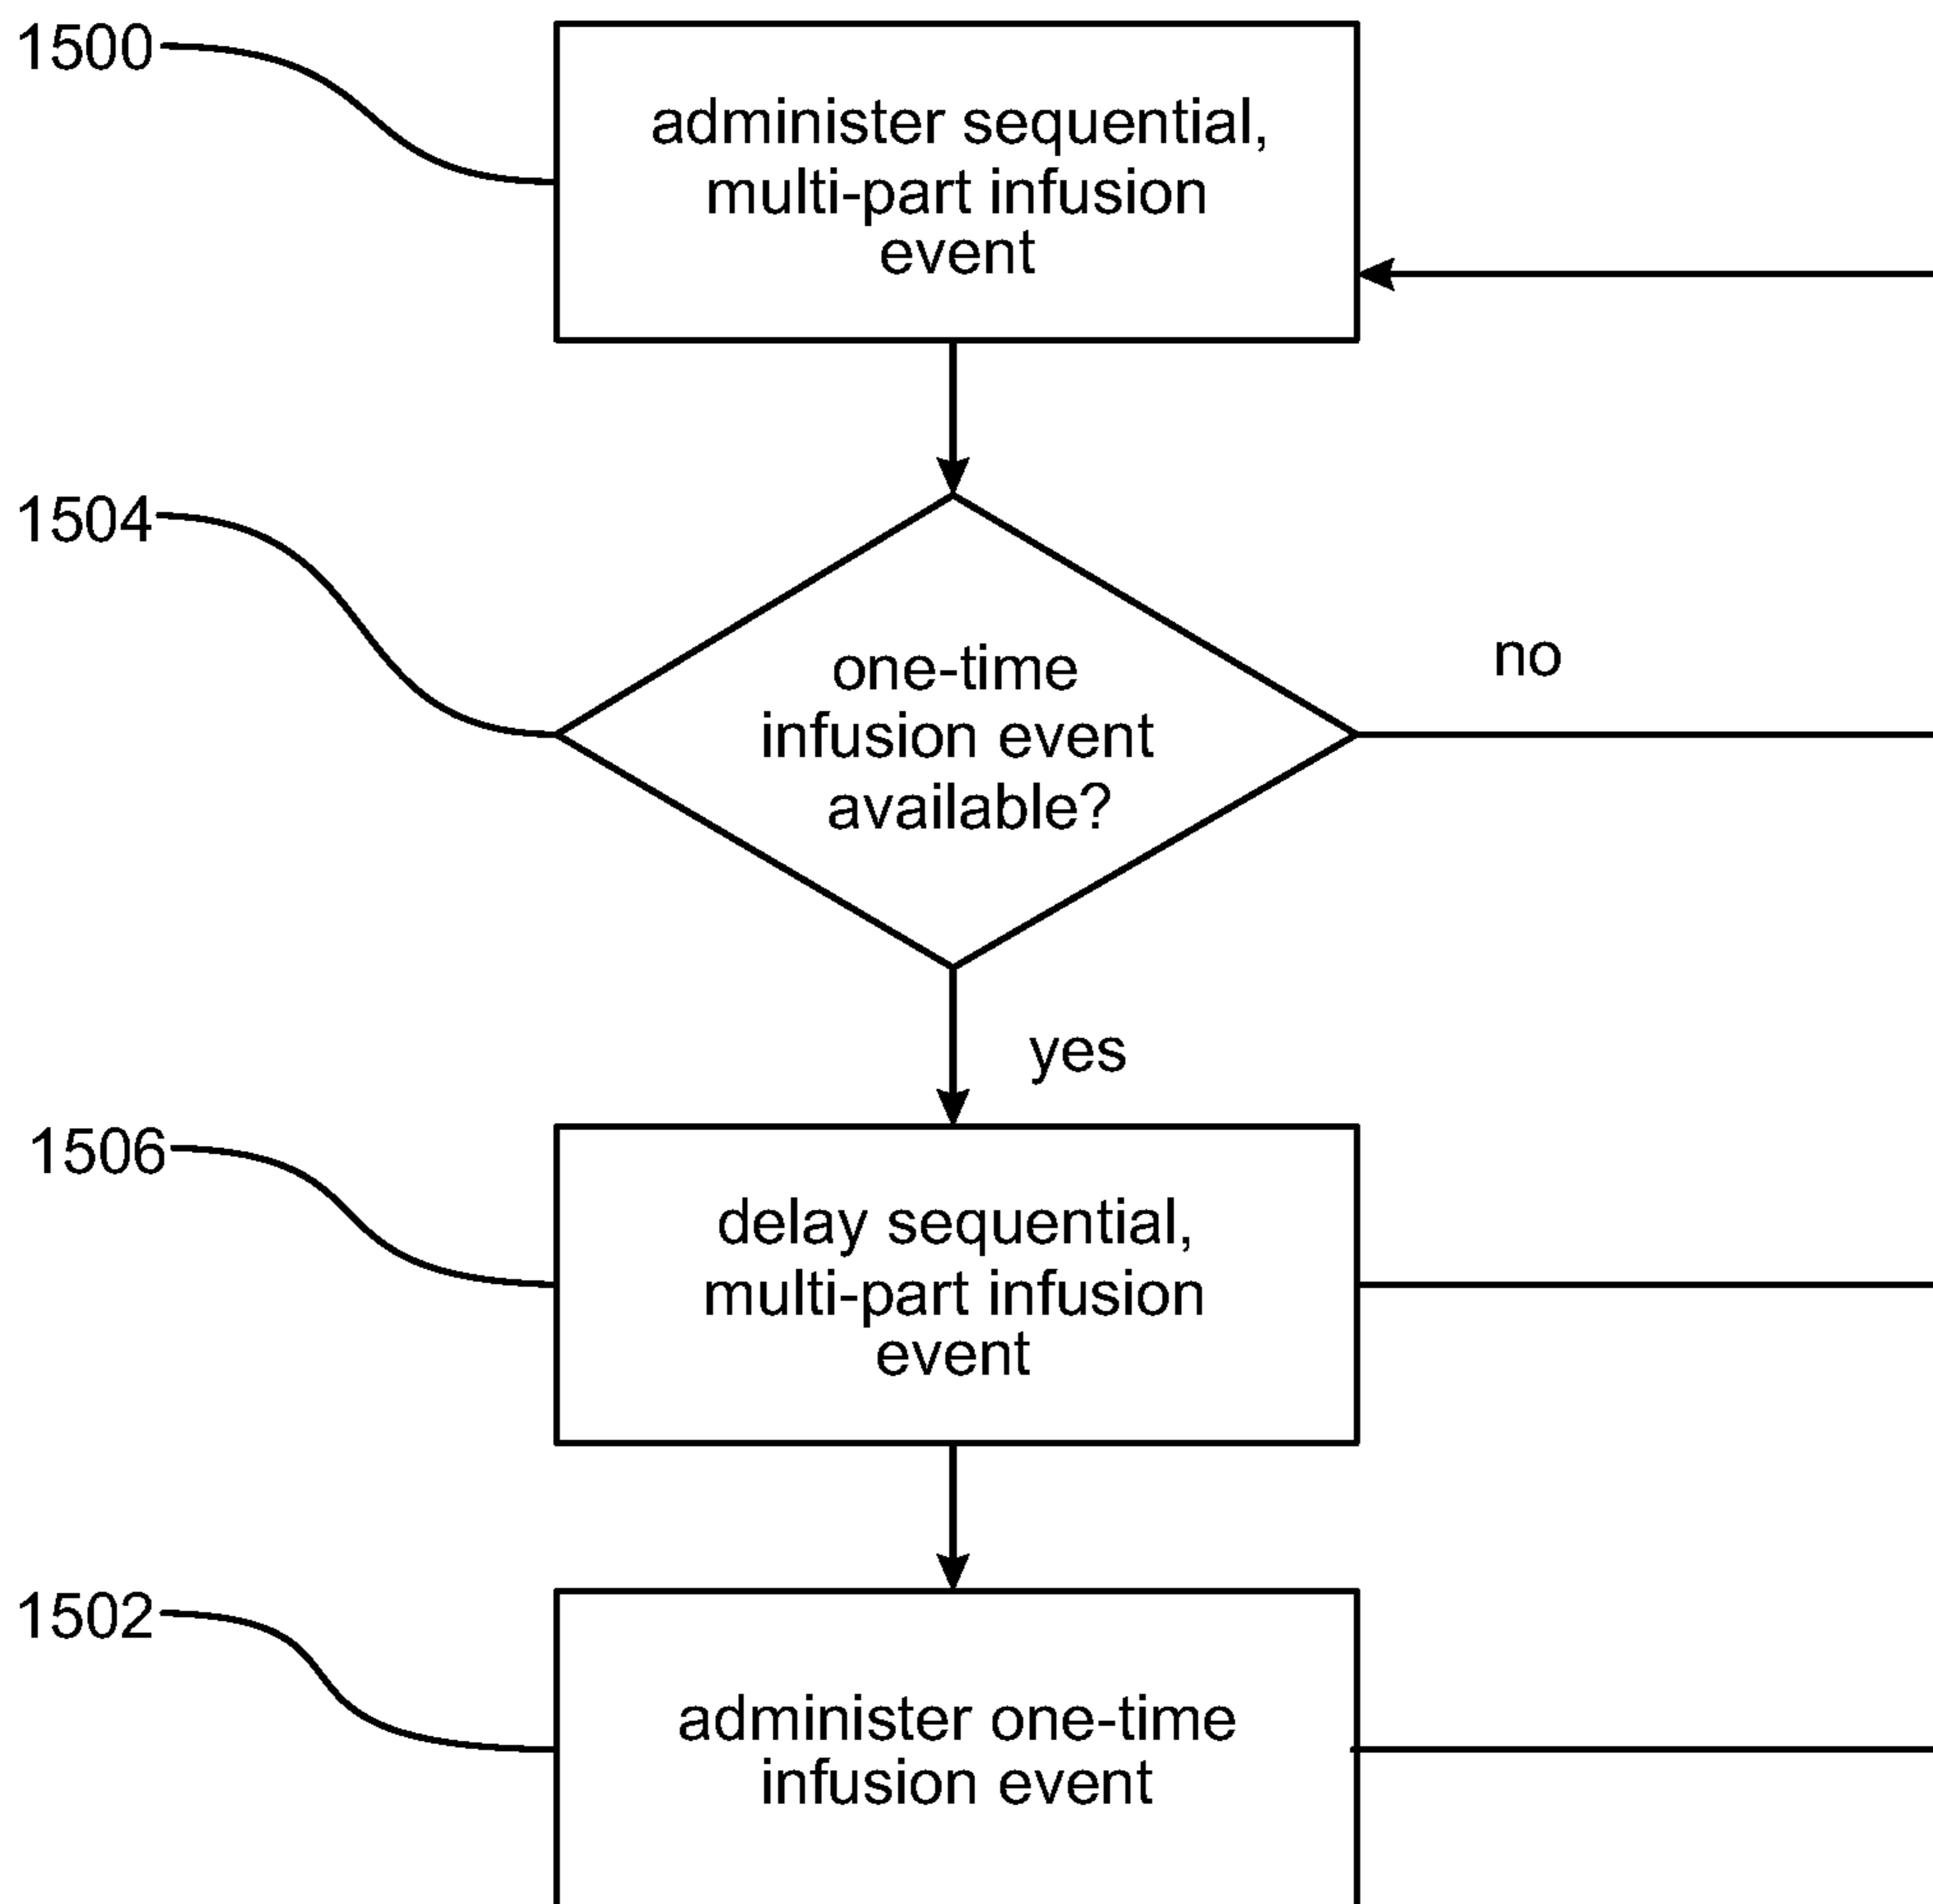 1500
administer sequential,
multi-part infusion
event
1504
one-time
infusion event
available?
no
yes
1506
delay sequential,
multi-part infusion
event
1502
administer one-time
infusion event